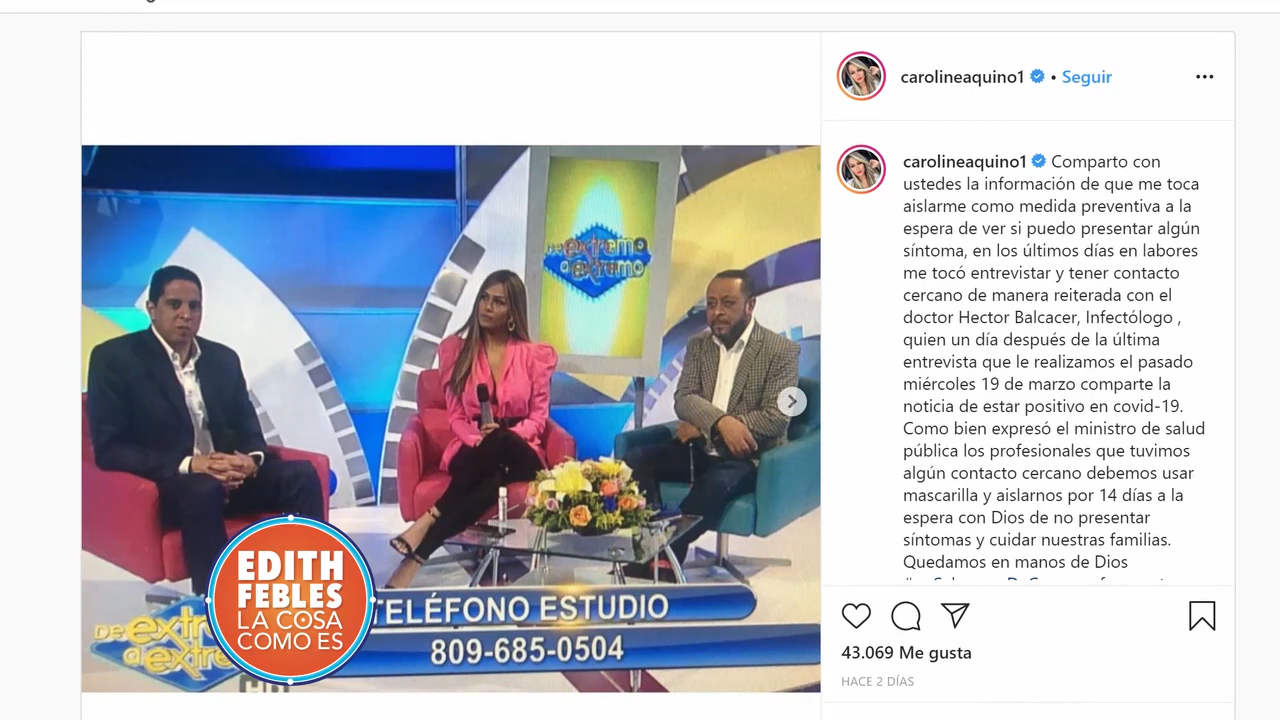 carolineaquino1 • Seguir
carolineaquino1 Comparto con
ustedes la información de que me toca
aislarme como medida preventiva a la
espera de ver si puedo presentar algún
síntoma, en los últimos días en labores
me tocó entrevistar y tener contacto
cercano de manera reiterada con el
doctor Hector Balcacer, Infectólogo ,
quien un día después de la última
entrevista que le realizamos el pasado
miércoles 19 de marzo comparte la
noticia de estar positivo en covid-19.
Como bien expresó el ministro de salud
pública los profesionales que tuvimos
algún contacto cercano debemos usar
mascarilla y aislarnos por 14 días a la
espera con Dios de no presentar
síntomas y cuidar nuestras familias.
Quedamos en manos de Dios
43.069 Me gusta
HACE 2 DÍAS
De extremo
a extremo
EDITH
FEBLES
LA COSA
COMO ES
TELÉFONO ESTUDIO
809-685-0504